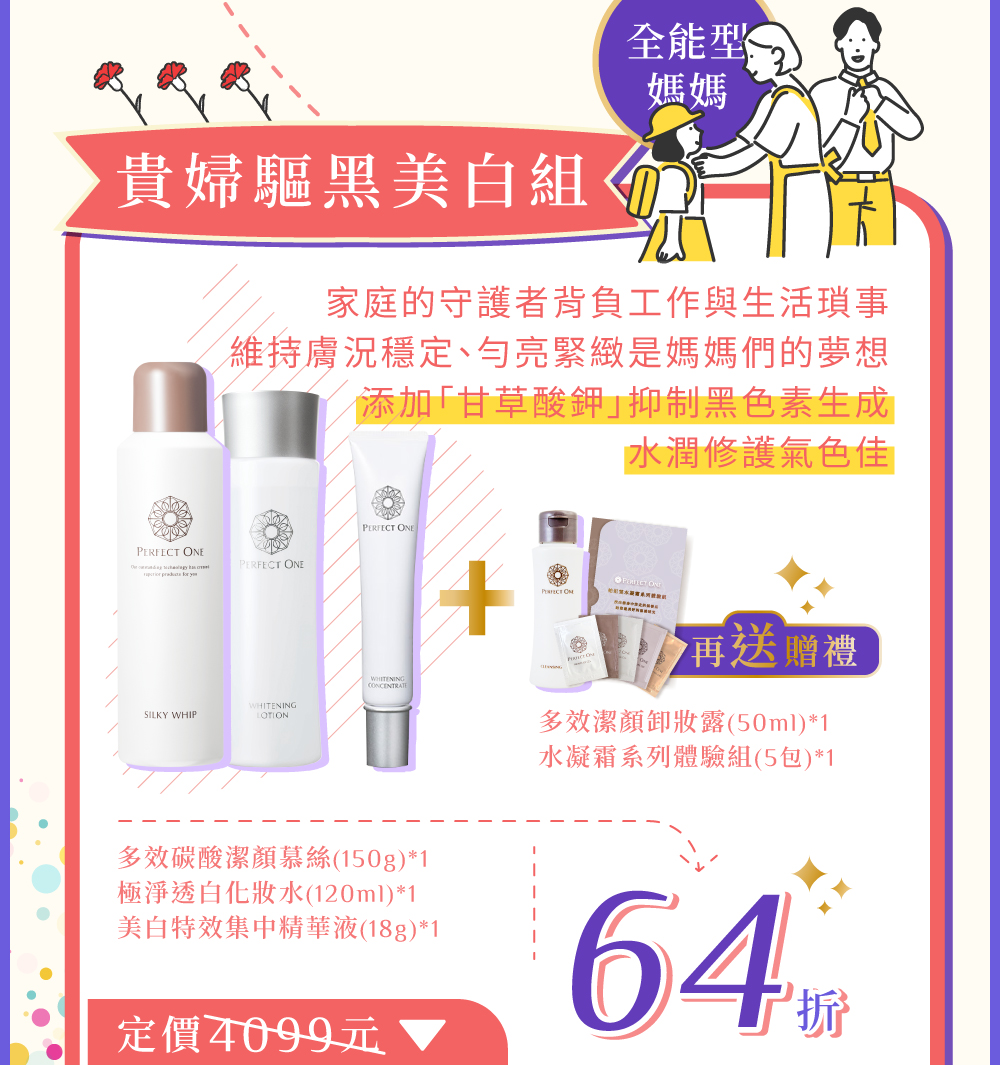 全能型
媽媽
貴婦驅黑美白組
家庭的守護者背負工作與生活瑣事
維持膚況穩定、勻亮緊緻是媽媽們的夢想
添加「甘草酸鉀」抑制黑色素生成
水潤修護氣色佳
PERFECT ONE
SILKY WHIP
PERFECT ONE
WHITENING
LOTION
PERFECT ONE
WHITENING
CONCENTRATE
PERFECT ONE
CLEANSING
PERFECT ONE
PERFECT ONE
再送贈禮
多效潔顏卸妝露(50ml)*1
水凝霜系列體驗組(5包)*1
多效碳酸潔顏慕絲(150g)*1
極淨透白化妝水(120ml)*1
美白特效集中精華液(18g)*1
64折
定價4099元